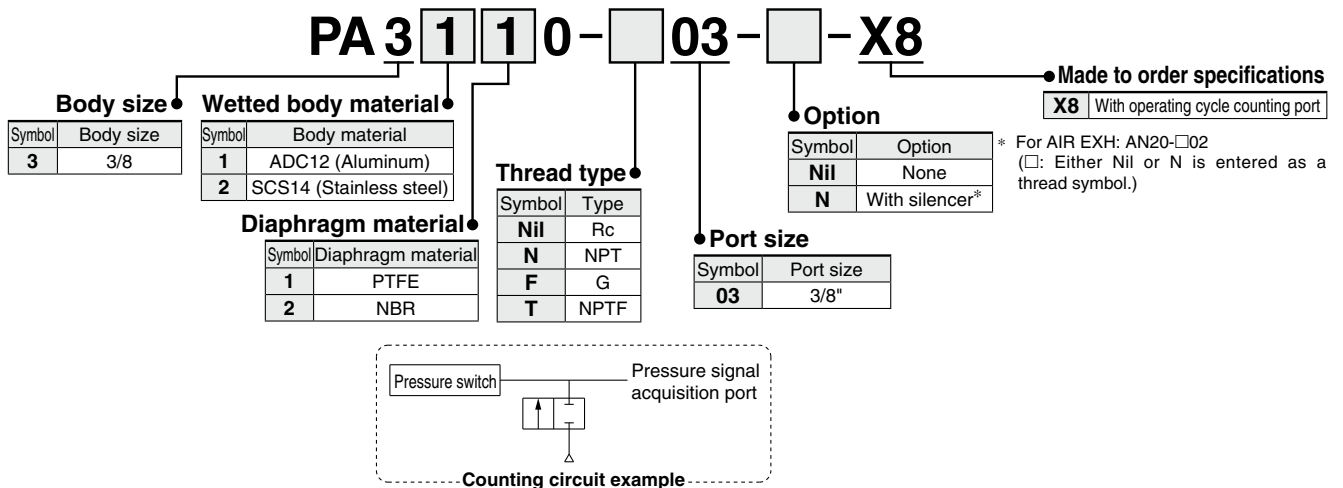 PA 3 1 1 0 - □ 03 - □ - X8
Body size
Symbol Body size
3 3/8
Wetted body material
Symbol Body material
1 ADC12 (Aluminum)
2 SCS14 (Stainless steel)
Diaphragm material
Symbol Diaphragm material
1 PTFE
2 NBR
Thread type
Symbol Type
Nil Rc
N NPT
F G
T NPTF
Port size
Symbol Port size
03 3/8"
Option
Symbol Option
Nil None
N With silencer*
Made to order specifications
X8 With operating cycle counting port
* For AIR EXH: AN20-□02
(□: Either Nil or N is entered as a
thread symbol.)
Pressure switch
Pressure signal
acquisition port
Counting circuit example